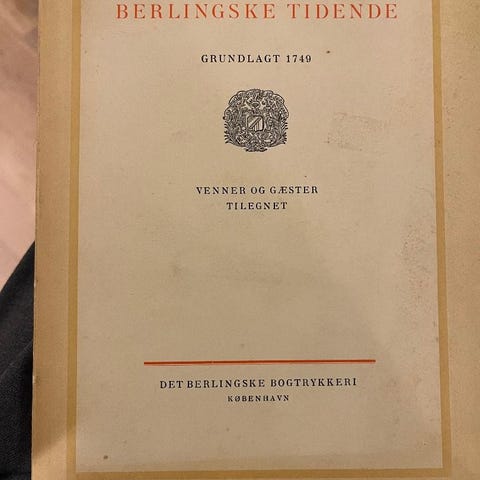 BERLINGSKE TIDENDE
GRUNDLAGT 1749
VENNER OG GÆSTER
TILEGNET
DET BERLINGSKE BOGTRYKKERI
KØBENHAVN